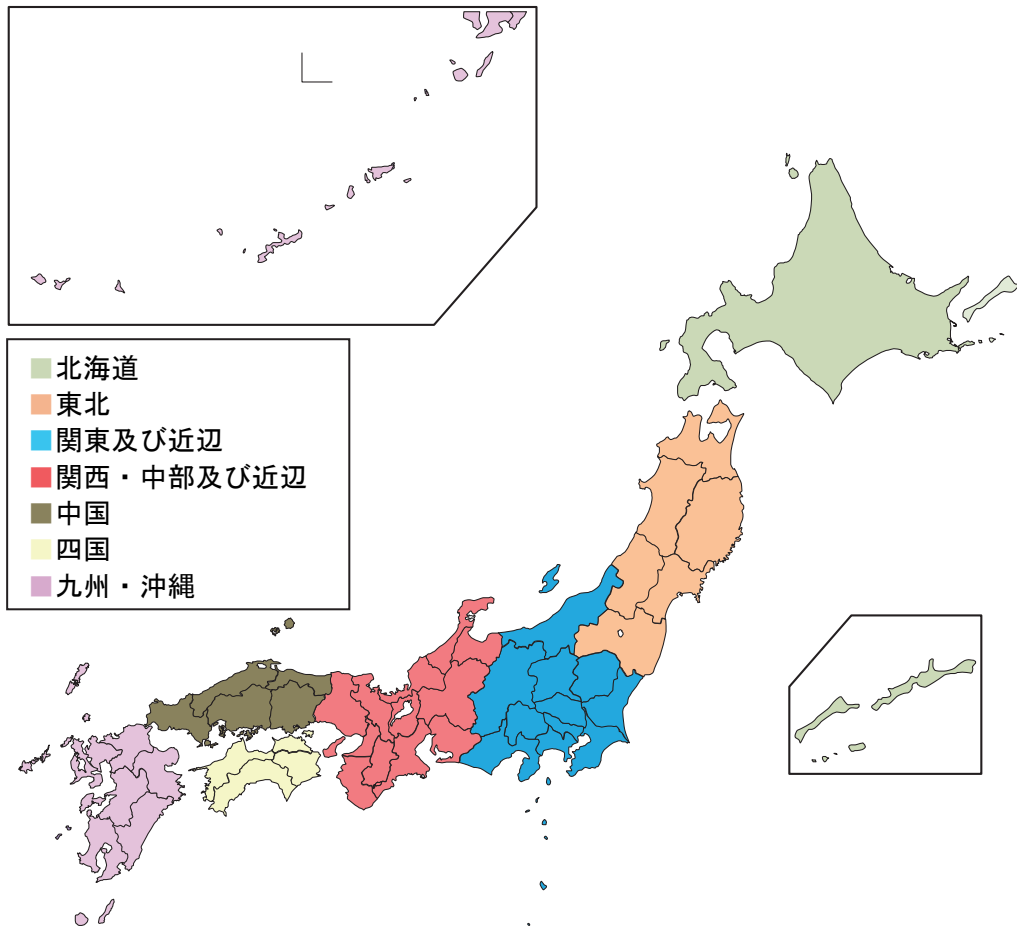 北海道
東北
関東及び近辺
関西・中部及び近辺
中国
四国
九州・沖縄